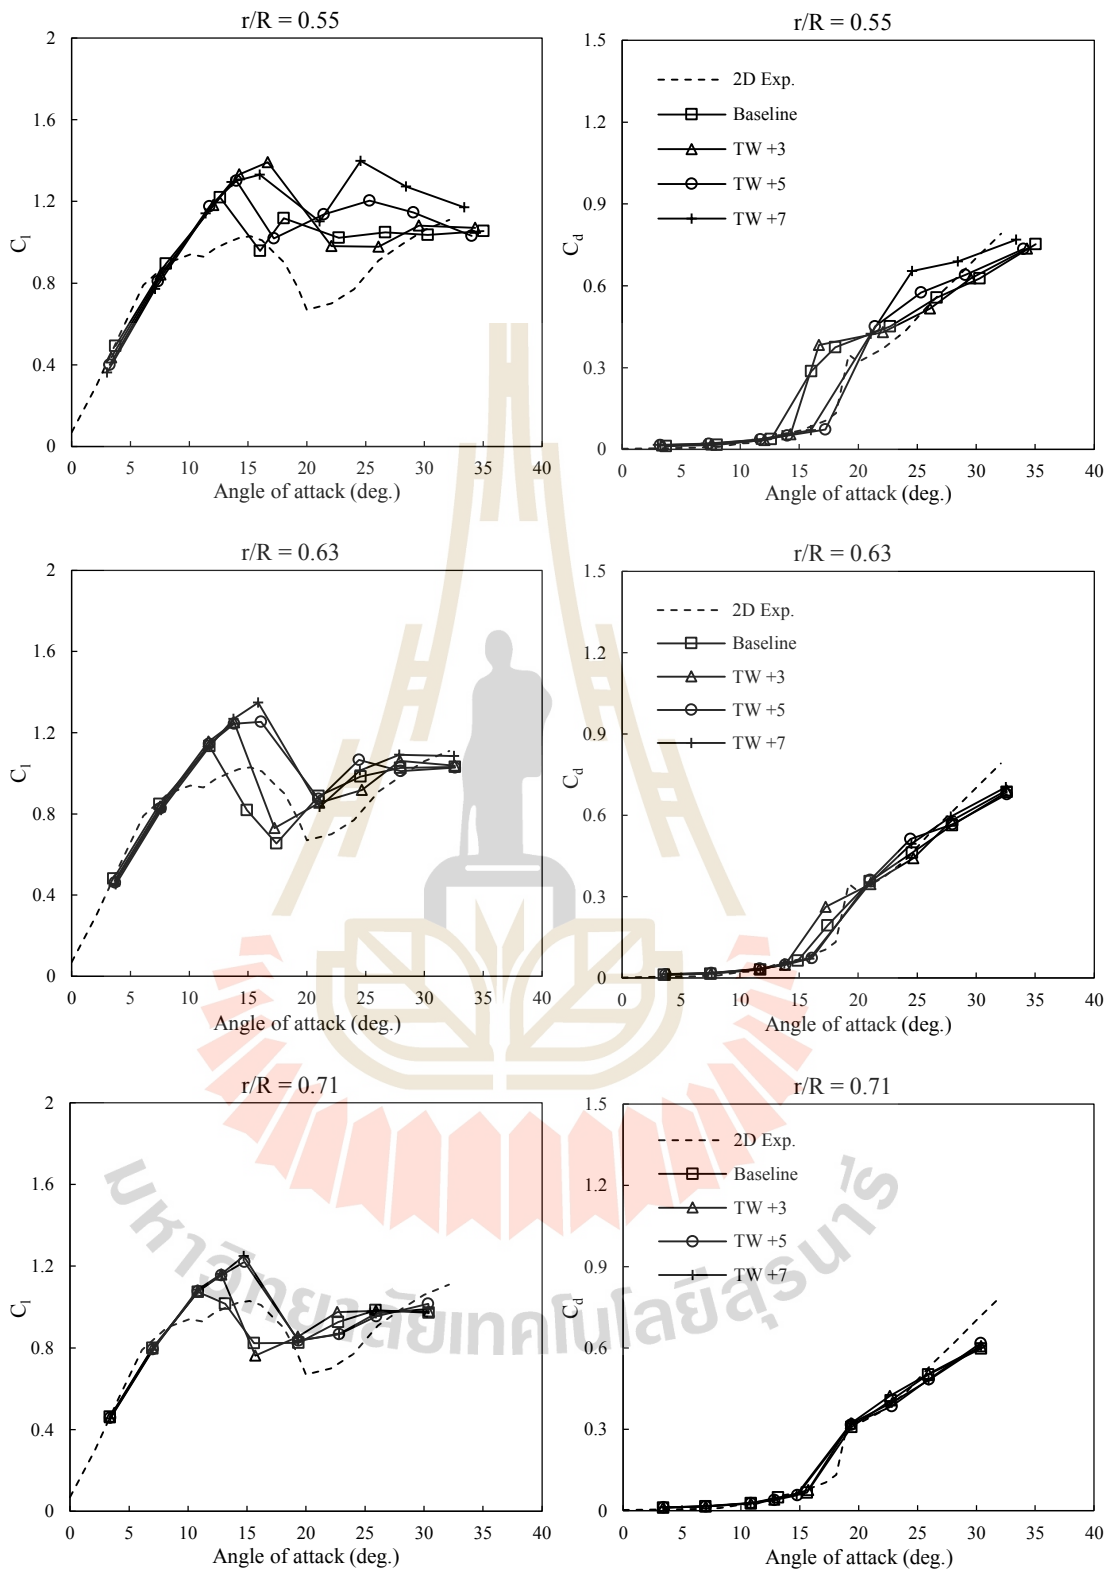 r/R = 0.55
2
1.6
1.2
0.8
0.4
0
C_l
0 5 10 15 20 25 30 35 40
Angle of attack (deg.)
r/R = 0.55
1.5
1.2
0.9
0.6
0.3
0
C_d
2D Exp.
Baseline
TW +3
TW +5
TW +7
0 5 10 15 20 25 30 35 40
Angle of attack (deg.)
r/R = 0.63
2
1.6
1.2
0.8
0.4
0
C_l
0 5 10 15 20 25 30 35 40
Angle of attack (deg.)
r/R = 0.63
1.5
1.2
0.9
0.6
0.3
0
C_d
2D Exp.
Baseline
TW +3
TW +5
TW +7
0 5 10 15 20 25 30 35 40
Angle of attack (deg.)
r/R = 0.71
2
1.6
1.2
0.8
0.4
0
C_l
0 5 10 15 20 25 30 35 40
Angle of attack (deg.)
r/R = 0.71
1.5
1.2
0.9
0.6
0.3
0
C_d
2D Exp.
Baseline
TW +3
TW +5
TW +7
0 5 10 15 20 25 30 35 40
Angle of attack (deg.)
มหาวิทยาลัยเทคโนโลยีสุรนารี